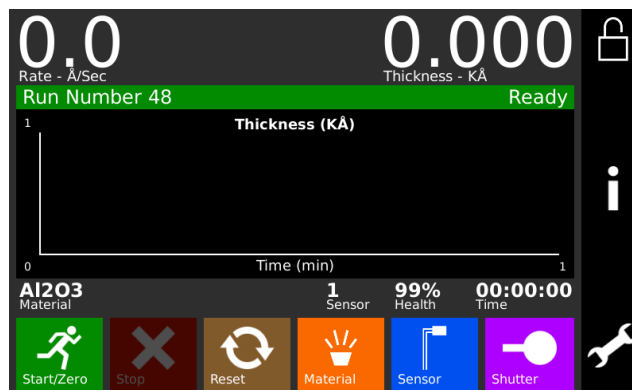 0.0 0.000
Rate - Å/Sec Thickness - KÅ
Run Number 48 Ready
1 Thickness (KÅ)
0 Time (min) 1
Al2O3 1 99% 00:00:00
Material Sensor Health Time
Start/Zero Stop Reset Material Sensor Shutter